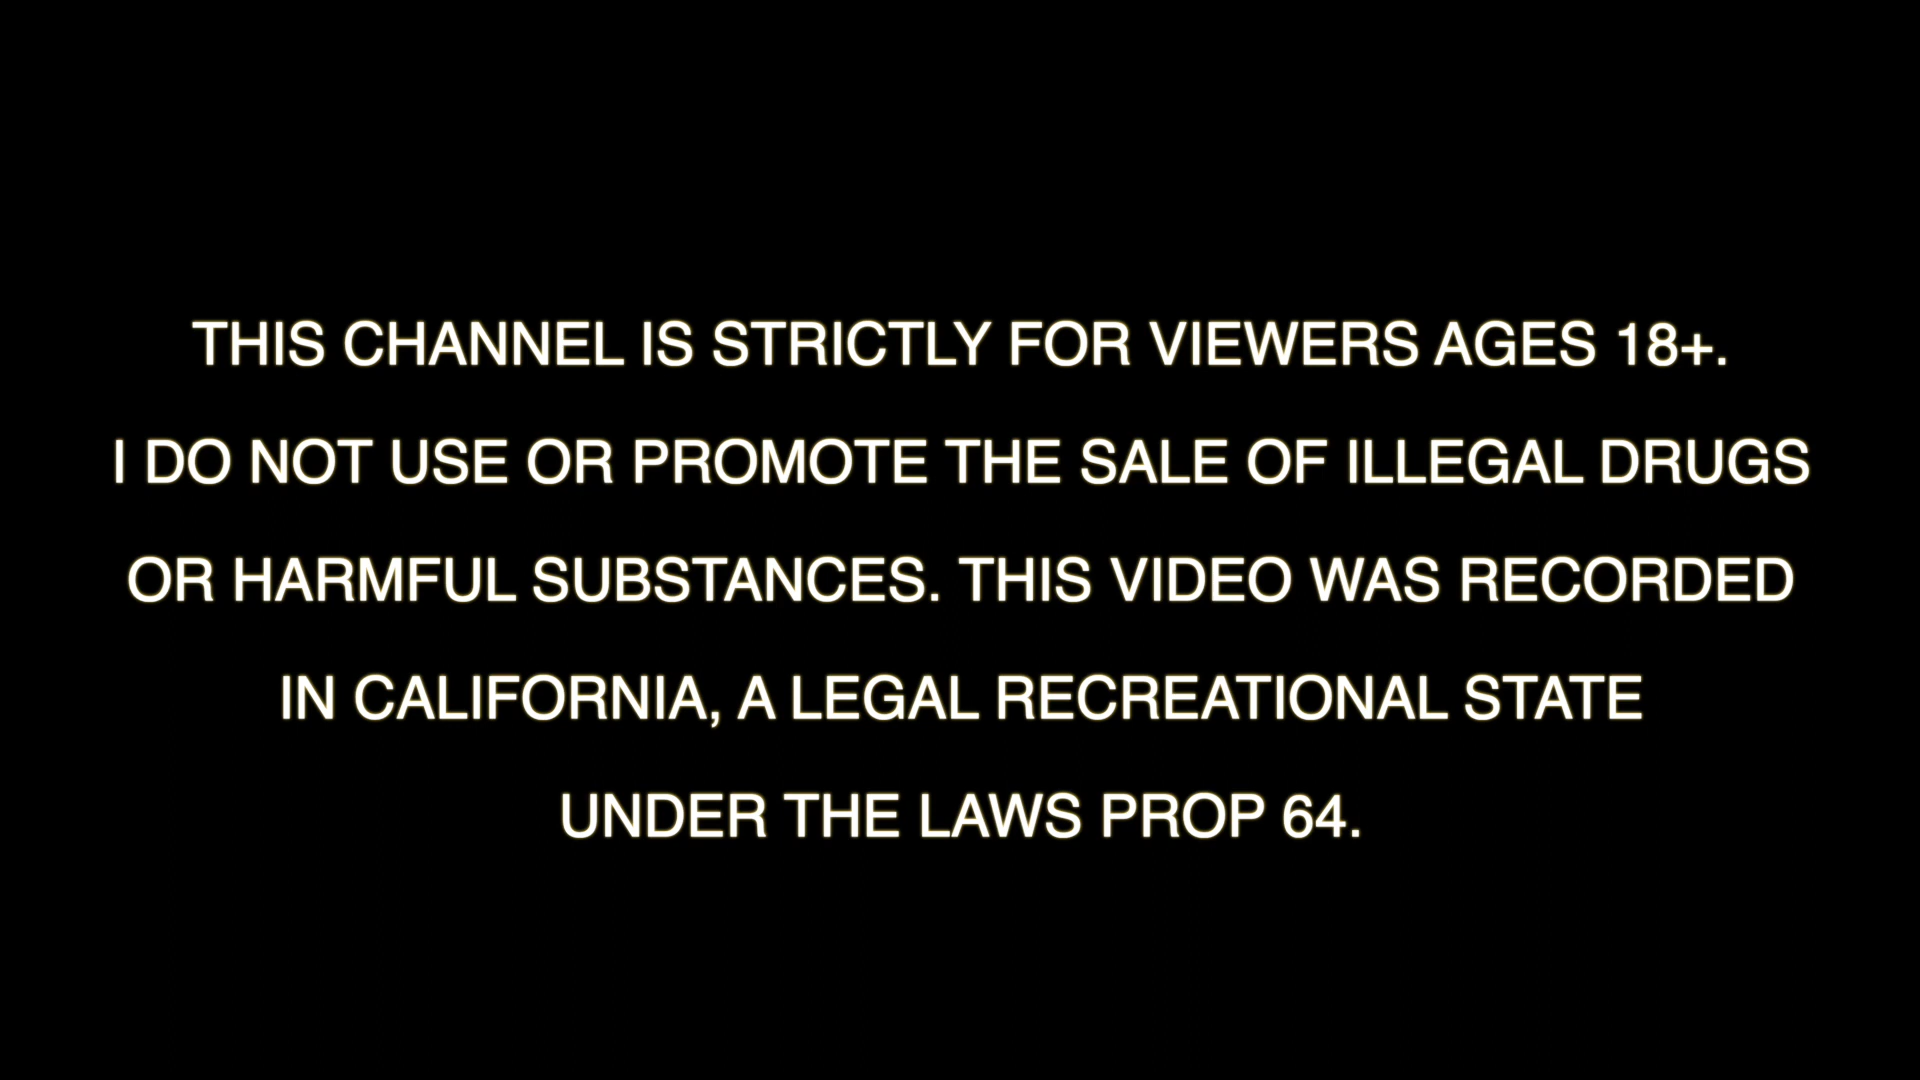 THIS CHANNEL IS STRICTLY FOR VIEWERS AGES 18+.
I DO NOT USE OR PROMOTE THE SALE OF ILLEGAL DRUGS
OR HARMFUL SUBSTANCES. THIS VIDEO WAS RECORDED
IN CALIFORNIA, A LEGAL RECREATIONAL STATE
UNDER THE LAWS PROP 64.